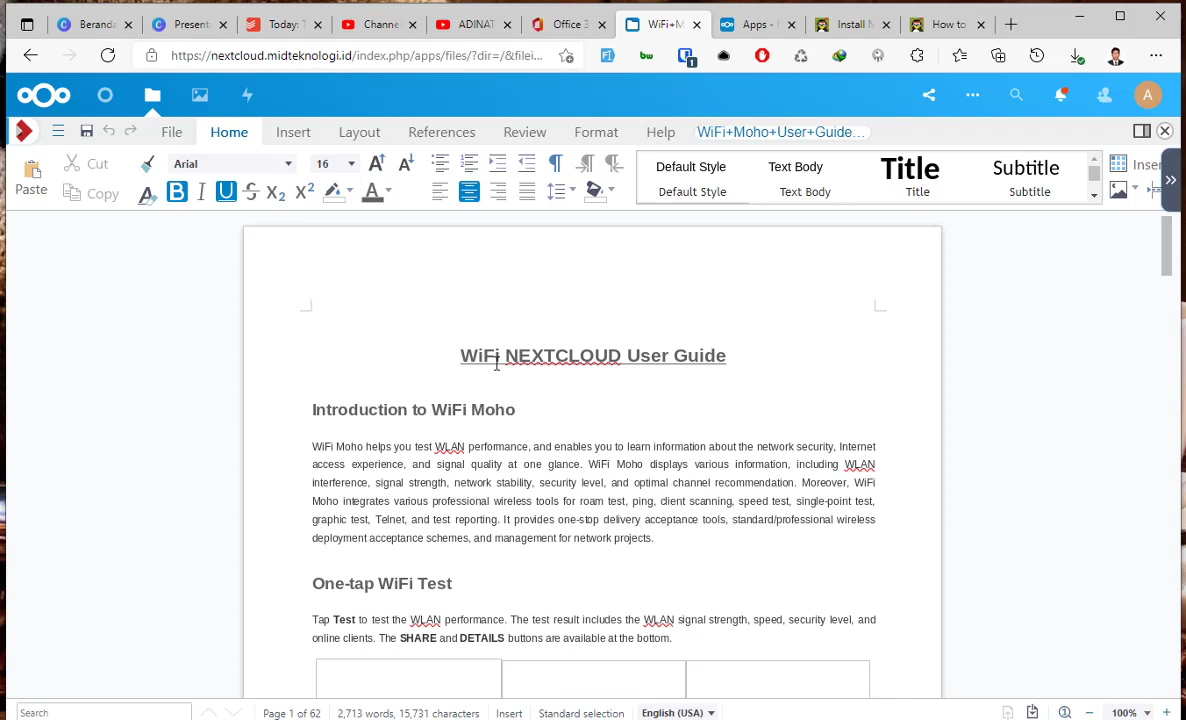 Beranda
Present
Today:
Channe
ADINAT
Office 3
WiFi+M
Apps -
Install N
How to
https://nextcloud.midteknologi.id/index.php/apps/files/?dir=/&filei...
1
A
File Home Insert Layout References Review Format Help WiFi+Moho+User+Guide...
Paste
Cut
Copy
Arial
16
Default Style
Text Body
Title
Subtitle
Default Style
Text Body
Title
Subtitle
Inser
WiFi NEXTCLOUD User Guide
Introduction to WiFi Moho
WiFi Moho helps you test WLAN performance, and enables you to learn information about the network security, Internet
access experience, and signal quality at one glance. WiFi Moho displays various information, including WLAN
interference, signal strength, network stability, security level, and optimal channel recommendation. Moreover, WiFi
Moho integrates various professional wireless tools for roam test, ping, client scanning, speed test, single-point test,
graphic test, Telnet, and test reporting. It provides one-stop delivery acceptance tools, standard/professional wireless
deployment acceptance schemes, and management for network projects.
One-tap WiFi Test
Tap Test to test the WLAN performance. The test result includes the WLAN signal strength, speed, security level, and
online clients. The SHARE and DETAILS buttons are available at the bottom.
Search
Page 1 of 62
2,713 words, 15,731 characters
Insert
Standard selection
English (USA)
100%